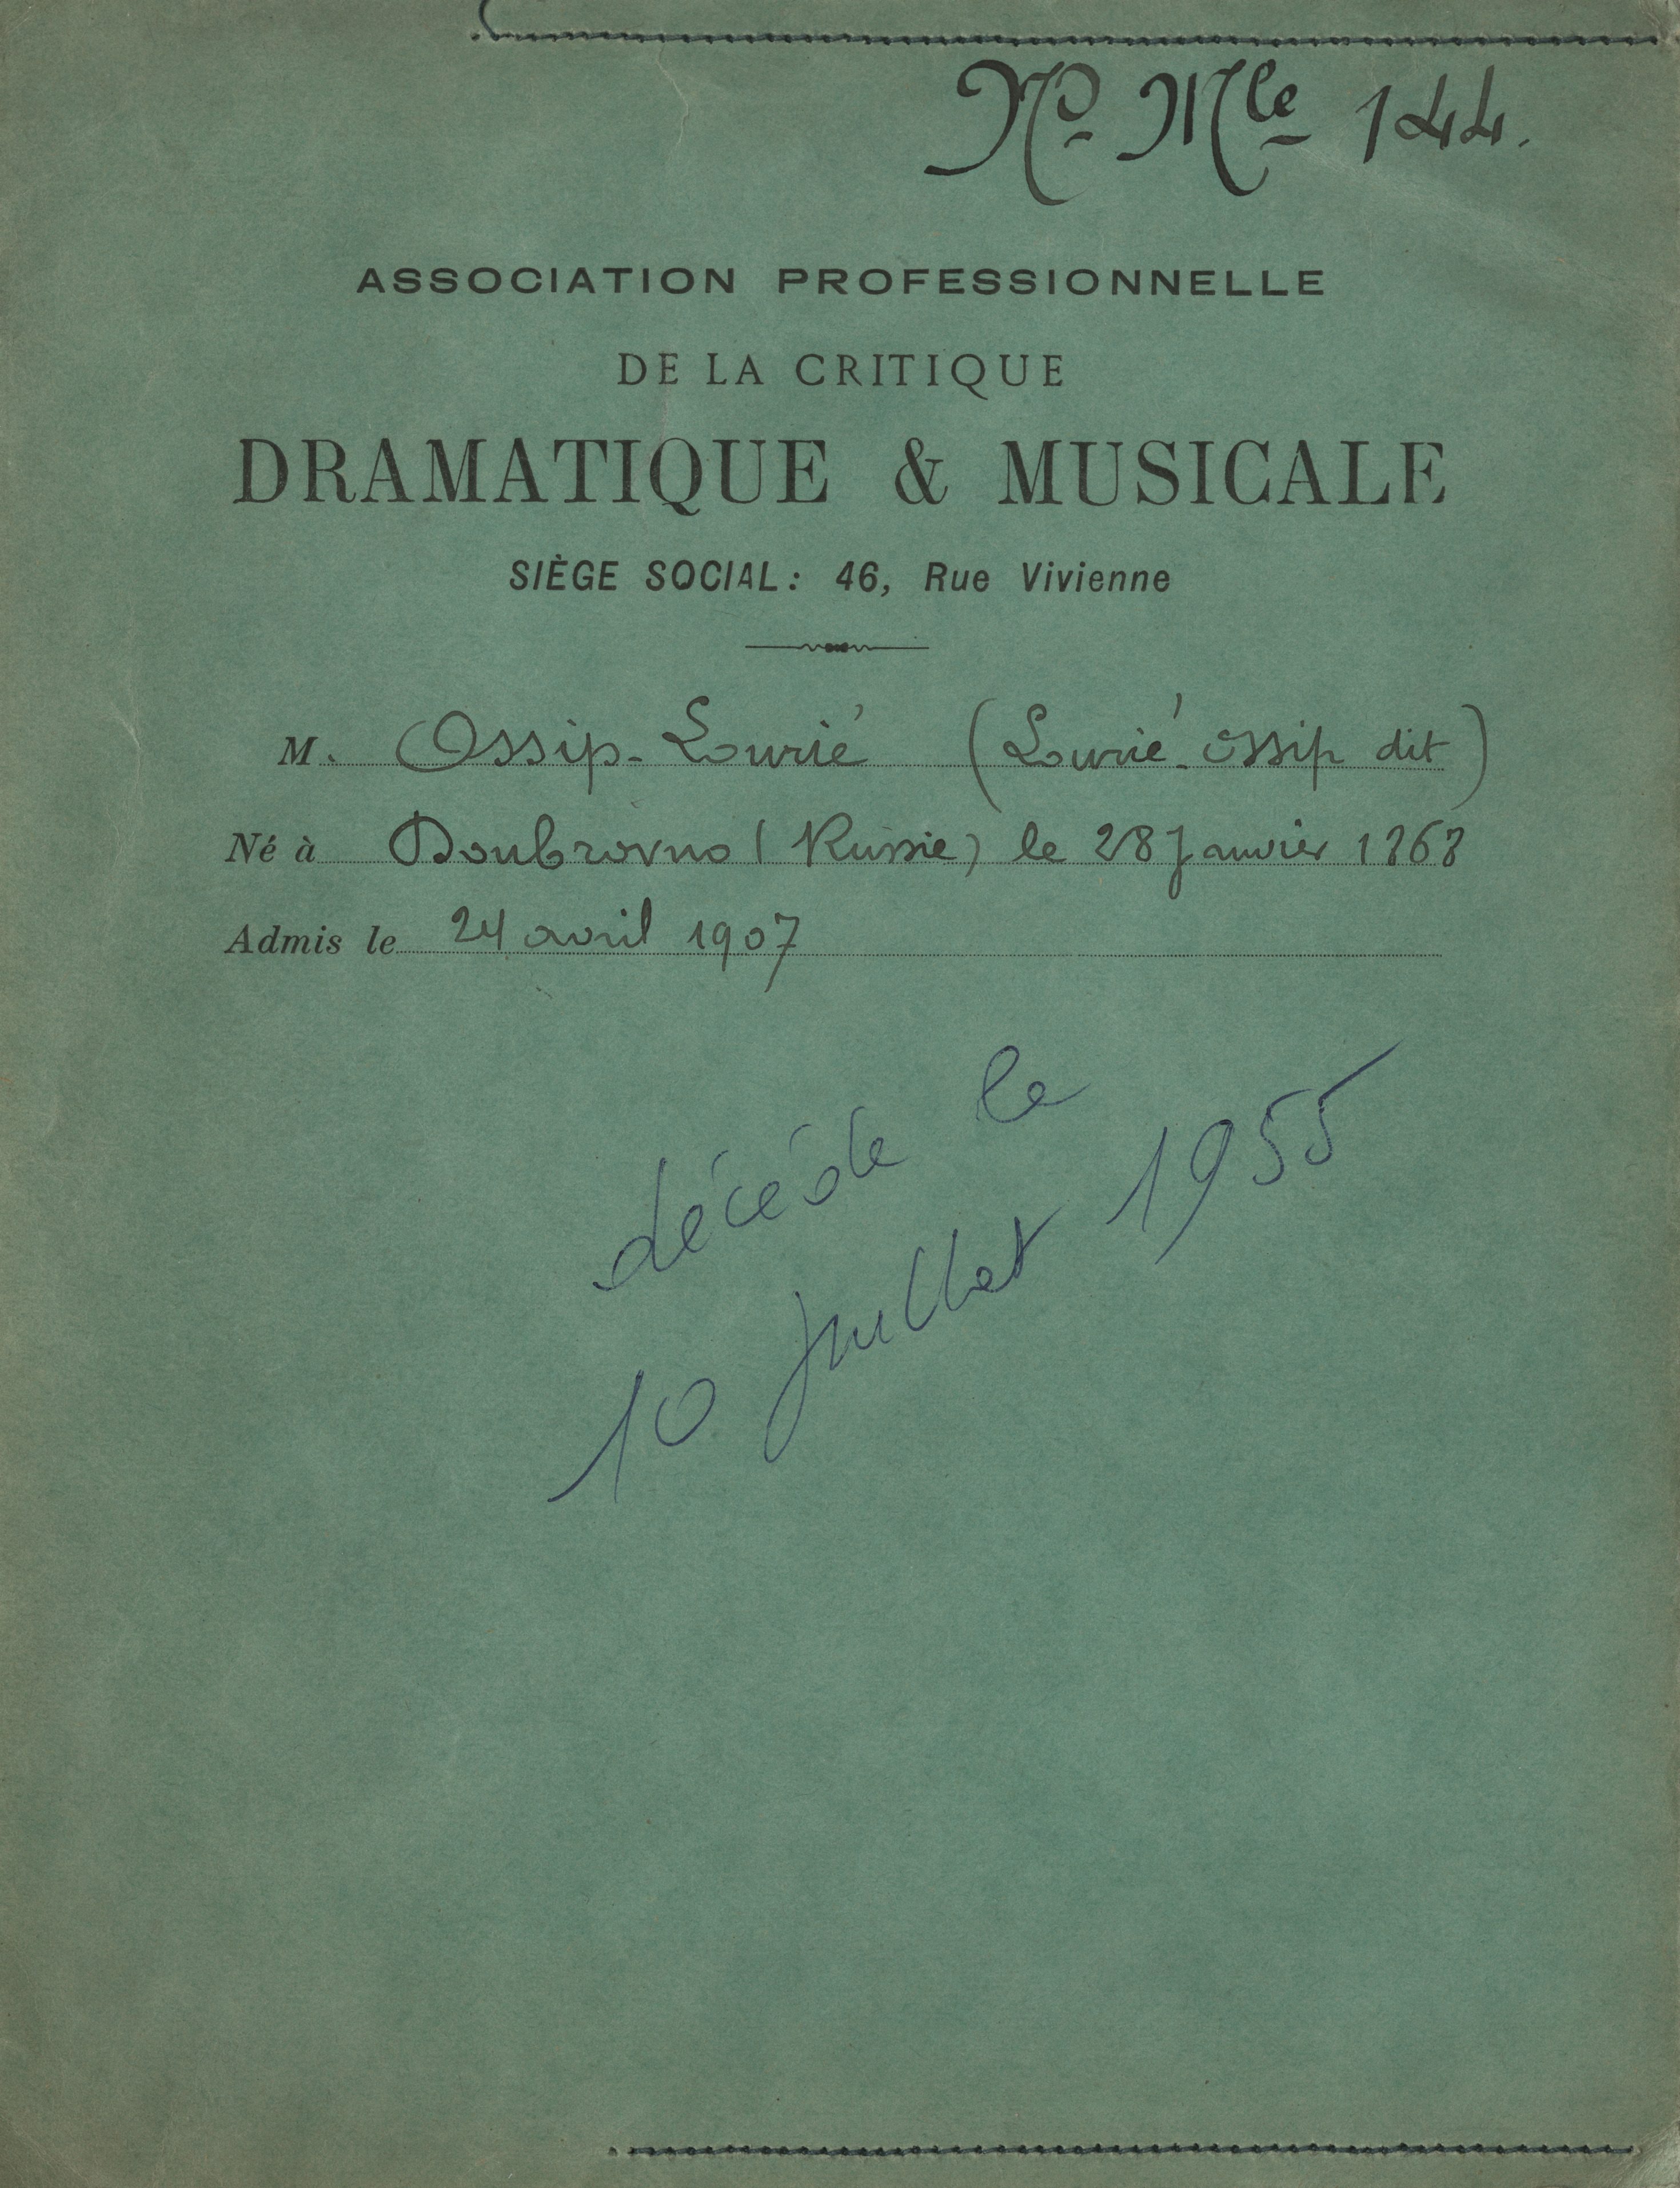 No Mle 144.
ASSOCIATION PROFESSIONNELLE
DE LA CRITIQUE
DRAMATIQUE & MUSICALE
SIÈGE SOCIAL: 46, Rue Vivienne
M. Ossip-Lourié (Lourié-Ossip dit)
Né à Doubrovno (Russie) le 28 Janvier 1868
Admis le 24 avril 1907
décédé le
10 Juillet 1955